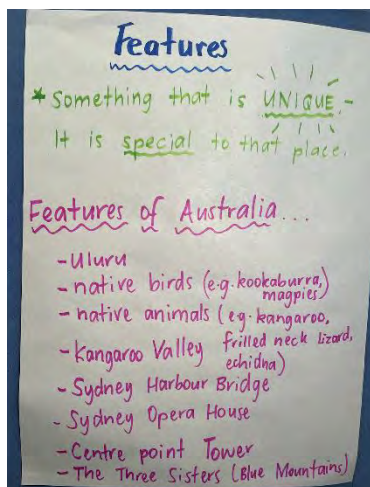 Features
* Something that is UNIQUE.-
It is special to that place.
Features of Australia...
- Uluru
- native birds (e.g. kookaburra, magpies)
- native animals (eg. kangaroo, frilled neck lizard, echidna)
- Kangaroo Valley
- Sydney Harbour Bridge
- Sydney Opera House
- Centre point Tower
- The Three Sisters (Blue Mountains)